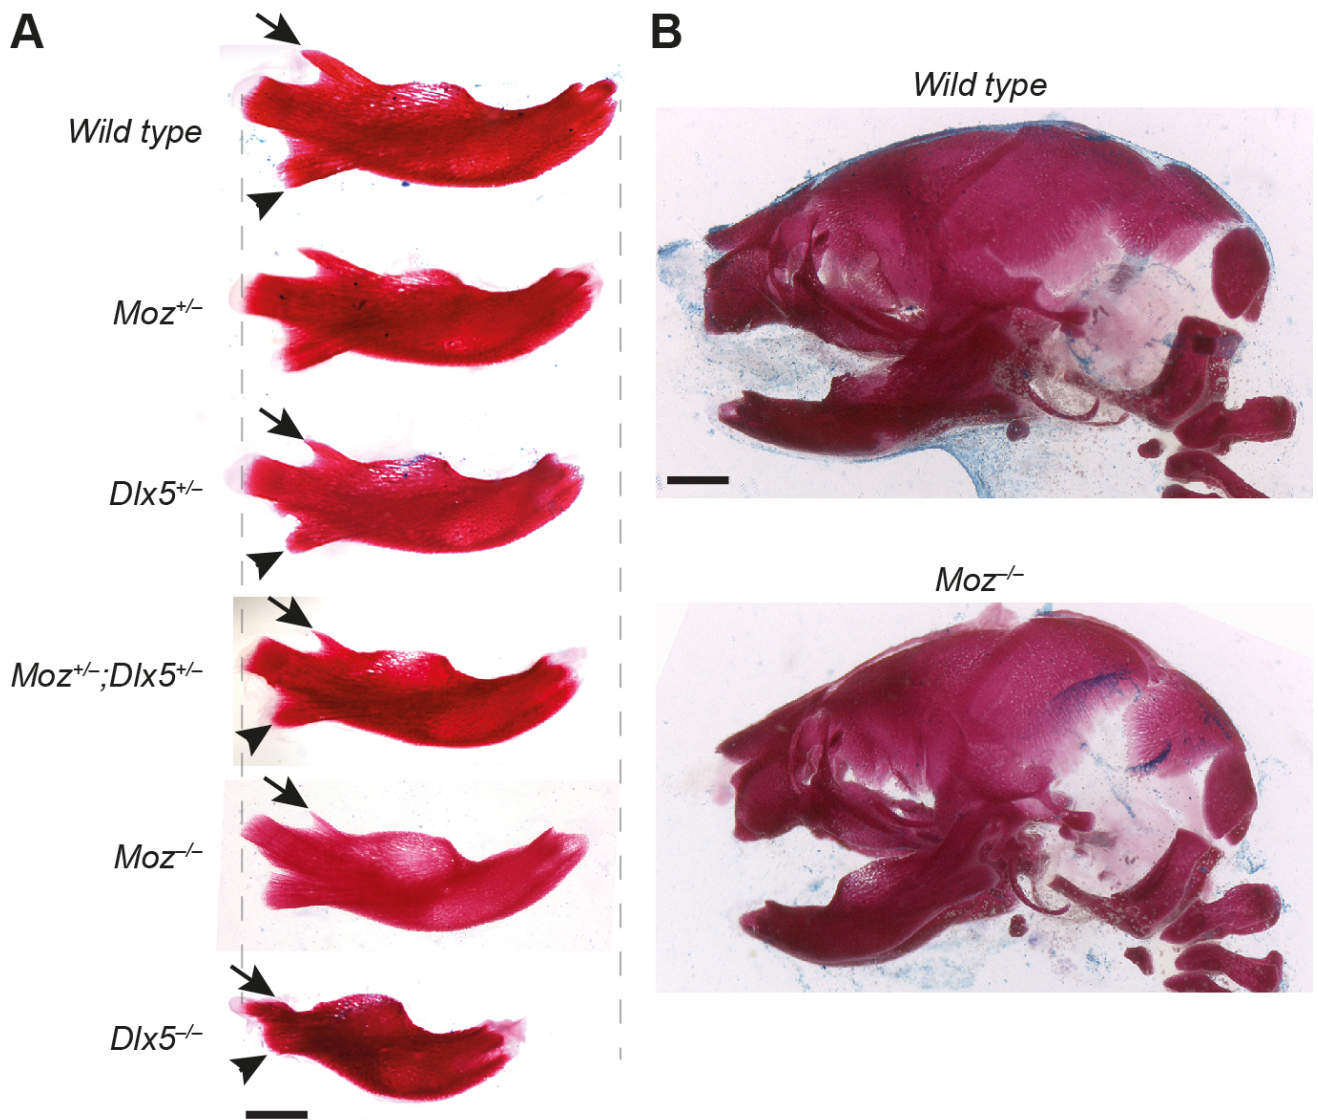 A
B
Wild type
Moz+/–
Dlx5+/–
Moz+/–;Dlx5+/–
Moz–/–
Dlx5–/–
Wild type
Moz–/–